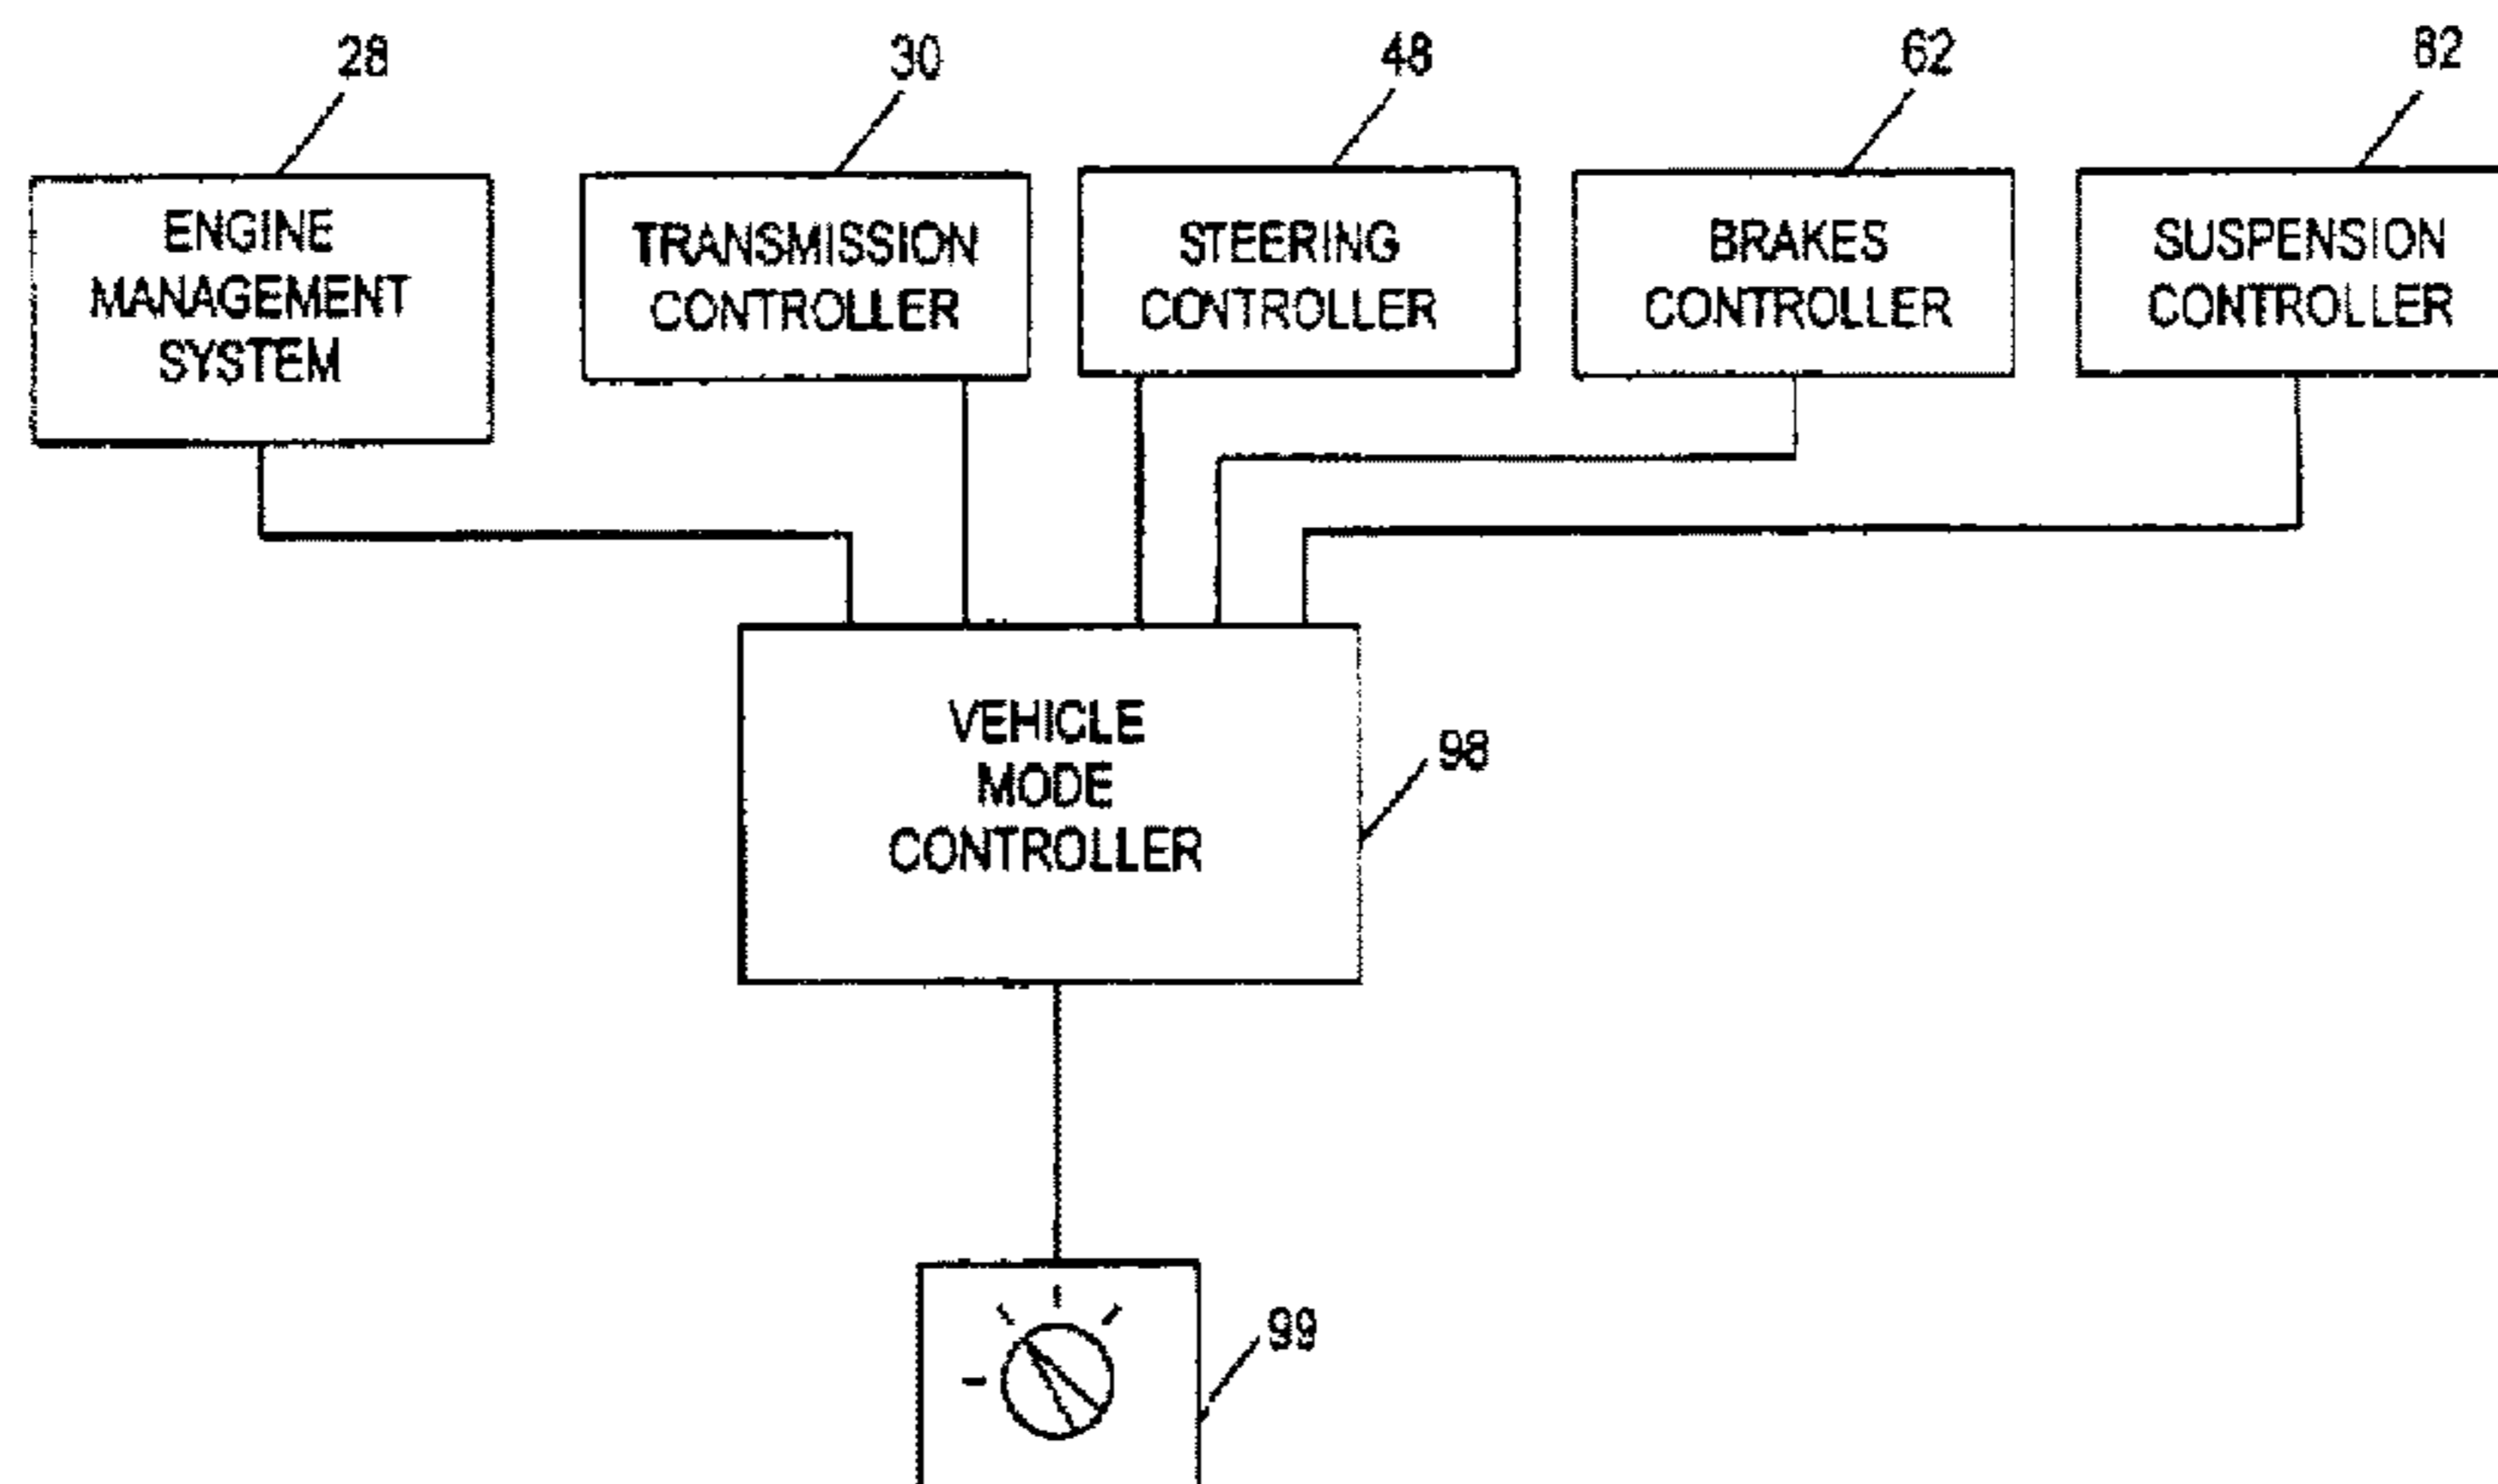 28
30
48
62
82
ENGINE
MANAGEMENT
SYSTEM
TRANSMISSION
CONTROLLER
STEERING
CONTROLLER
BRAKES
CONTROLLER
SUSPENSION
CONTROLLER
VEHICLE
MODE
CONTROLLER
98
99